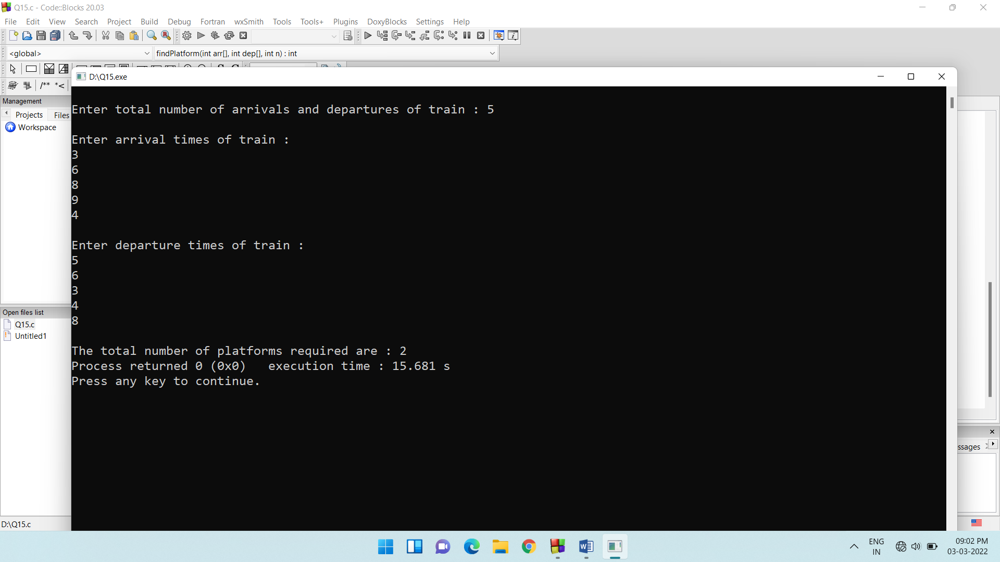 Q15.c - Code::Blocks 20.03
File Edit View Search Project Build Debug Fortran wxSmith Tools Tools+ Plugins DoxyBlocks Settings Help
<global> findPlatform(int arr[], int dep[], int n) : int
/** *<
D:\Q15.exe
Management
Projects Files
Workspace
Open files list
Q15.c
Untitled1
Enter total number of arrivals and departures of train : 5
Enter arrival times of train :
3
6
8
9
4
Enter departure times of train :
5
6
3
4
8
The total number of platforms required are : 2
Process returned 0 (0x0)   execution time : 15.681 s
Press any key to continue.
ssages
D:\Q15.c
ENG
IN
09:02 PM
03-03-2022